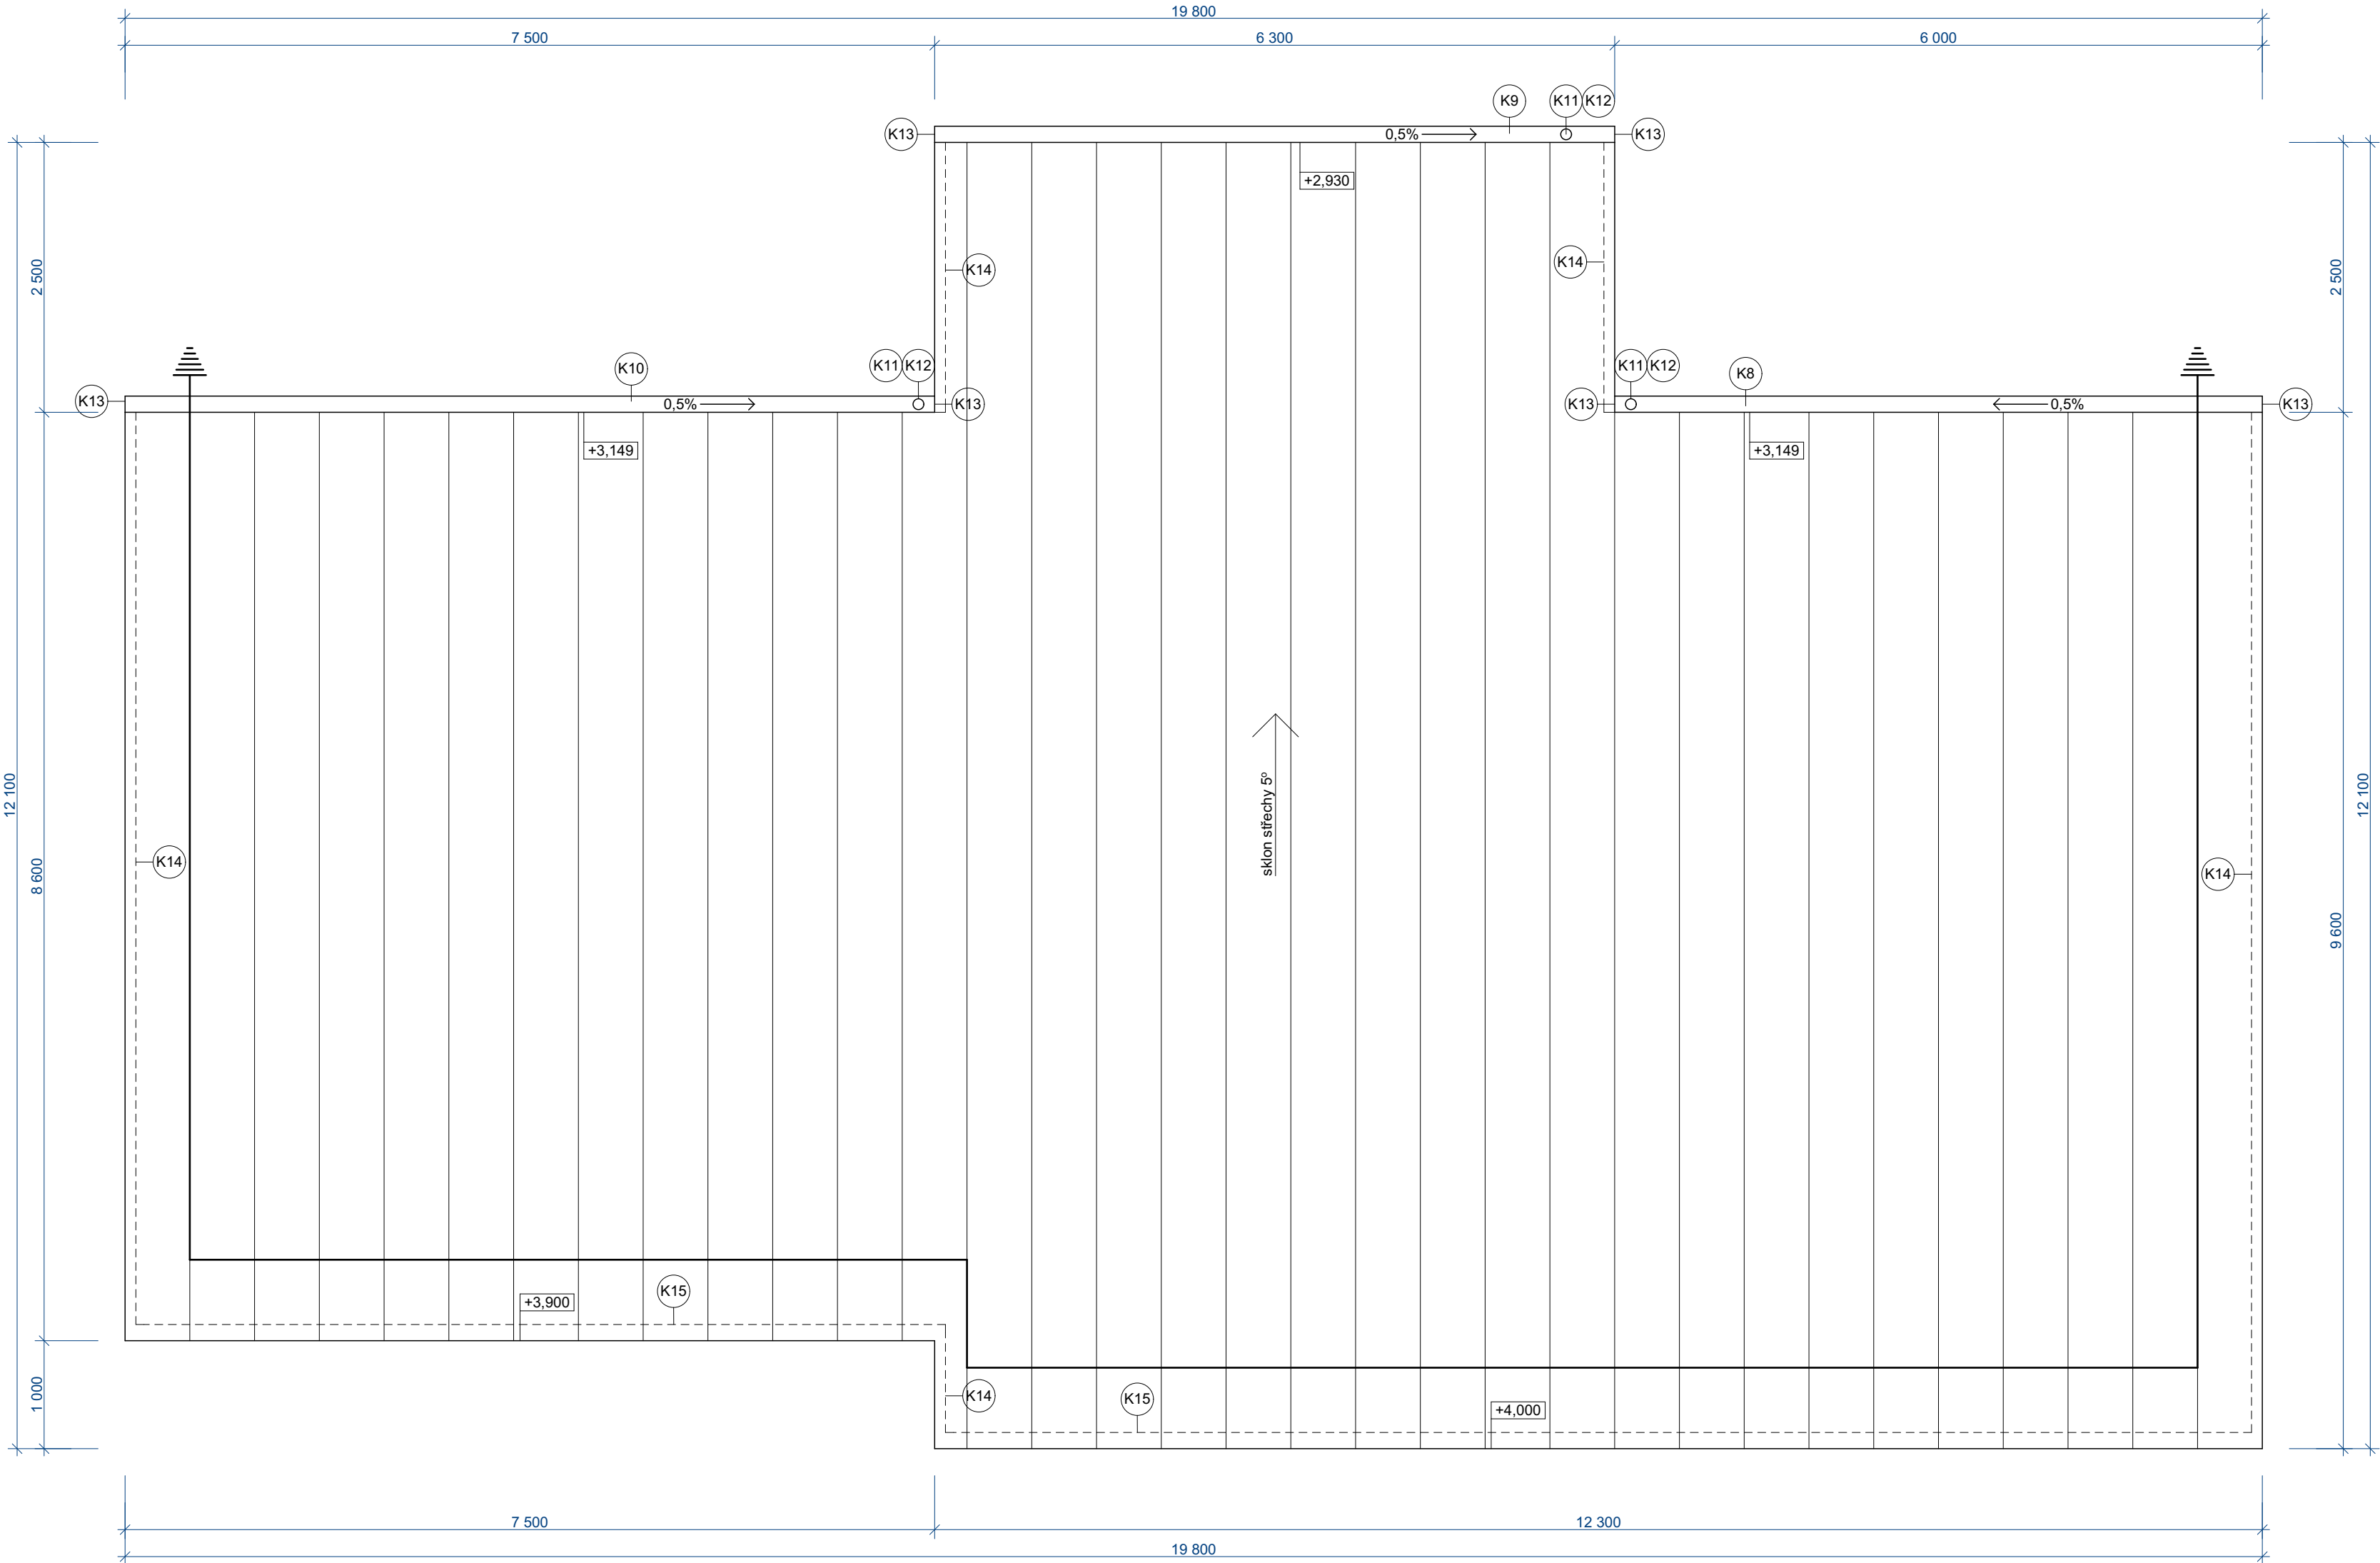 19 800
7 500
6 300
6 000
K9
K11
K12
K13
0,5%
K13
+2,930
2 500
K14
K14
2 500
K10
K11
K12
K11
K12
K8
K13
0,5%
K13
K13
0,5%
K13
+3,149
+3,149
12 100
sklon střechy 5º
12 100
8 600
K14
K14
9 600
K15
+3,900
1 000
K14
K15
+4,000
7 500
12 300
19 800